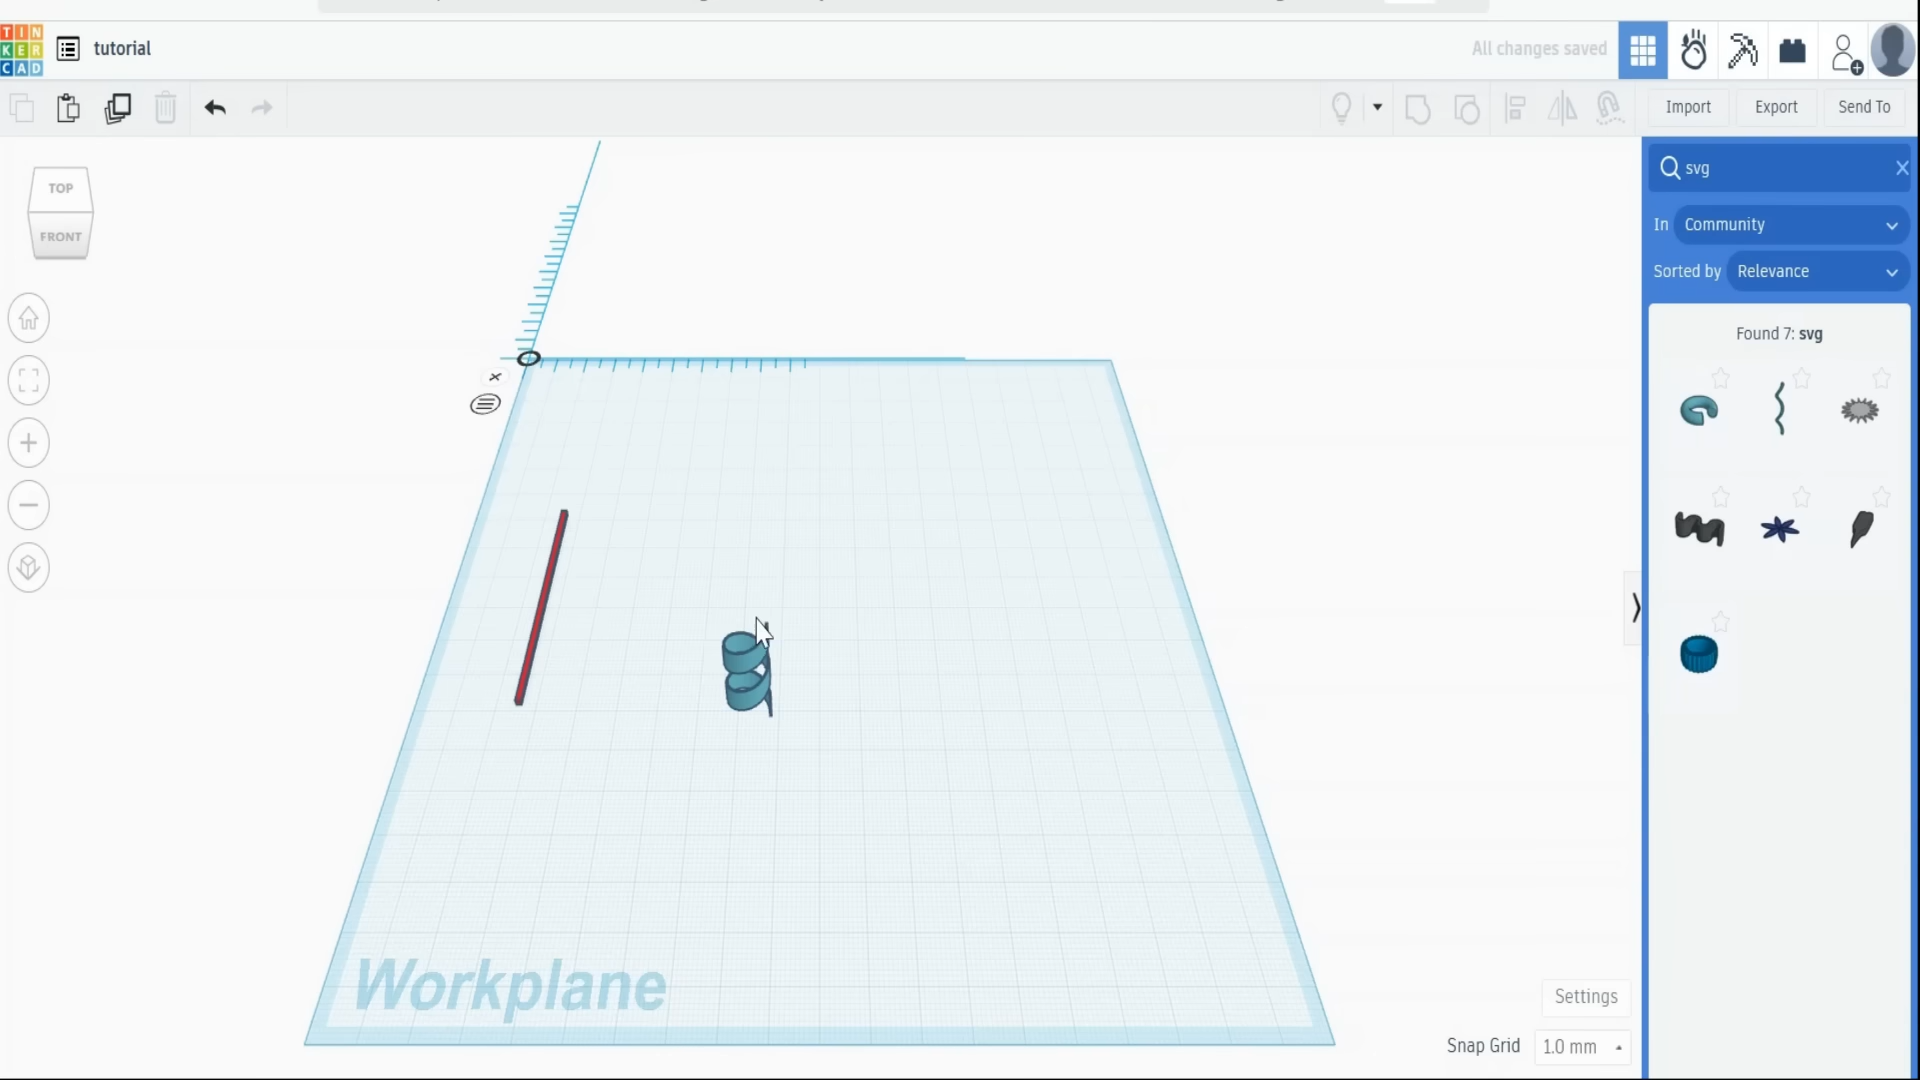 TIN
KER
CAD
tutorial
All changes saved
Import
Export
Send To
TOP
FRONT
svg
In Community
Sorted by Relevance
Found 7: svg
Workplane
Settings
Snap Grid 1.0 mm